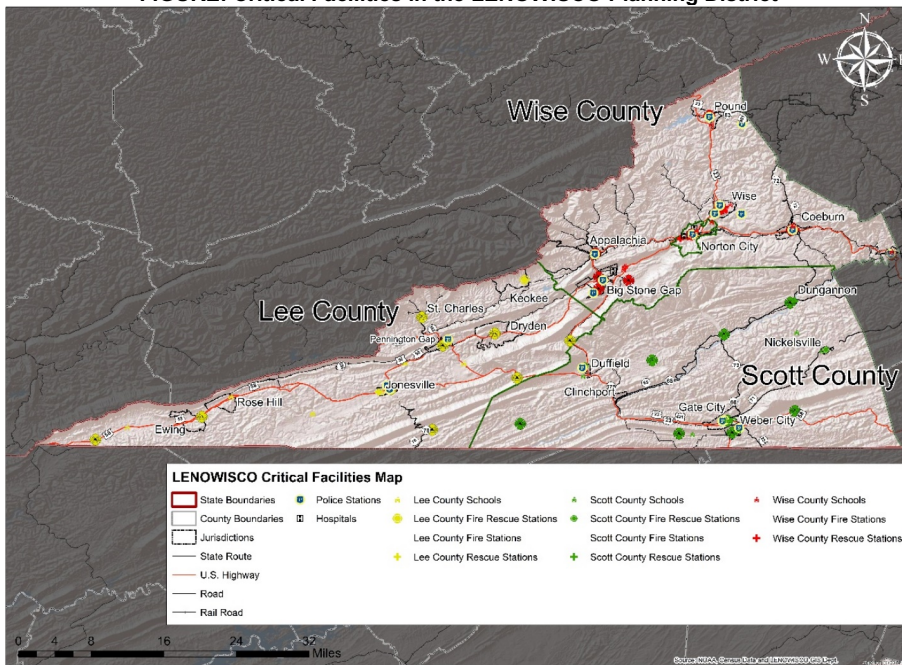 FIGURE: Critical Facilities in the LENOWISCO Planning District
N
W
S
Wise County
Pound
Wise
Coeburn
Appalachia
Norton City
Big Stone Gap
Dungannon
Keokee
Lee County
St. Charles
Dryden
Pennington Gap
Nickelsville
Duffield
Jonesville
Clinchport
Scott County
Rose Hill
Gate City
Weber City
Ewing
LENOWISCO Critical Facilities Map
State Boundaries
County Boundaries
Jurisdictions
State Route
U.S. Highway
Road
Rail Road
Police Stations
Hospitals
Lee County Schools
Lee County Fire Rescue Stations
Lee County Fire Stations
Lee County Rescue Stations
Scott County Schools
Scott County Fire Rescue Stations
Scott County Fire Stations
Scott County Rescue Stations
Wise County Schools
Wise County Fire Stations
Wise County Rescue Stations
0 4 8 16 24 32
Miles
Source: NOAA, Census Data and LENOWISCO GIS Dept.